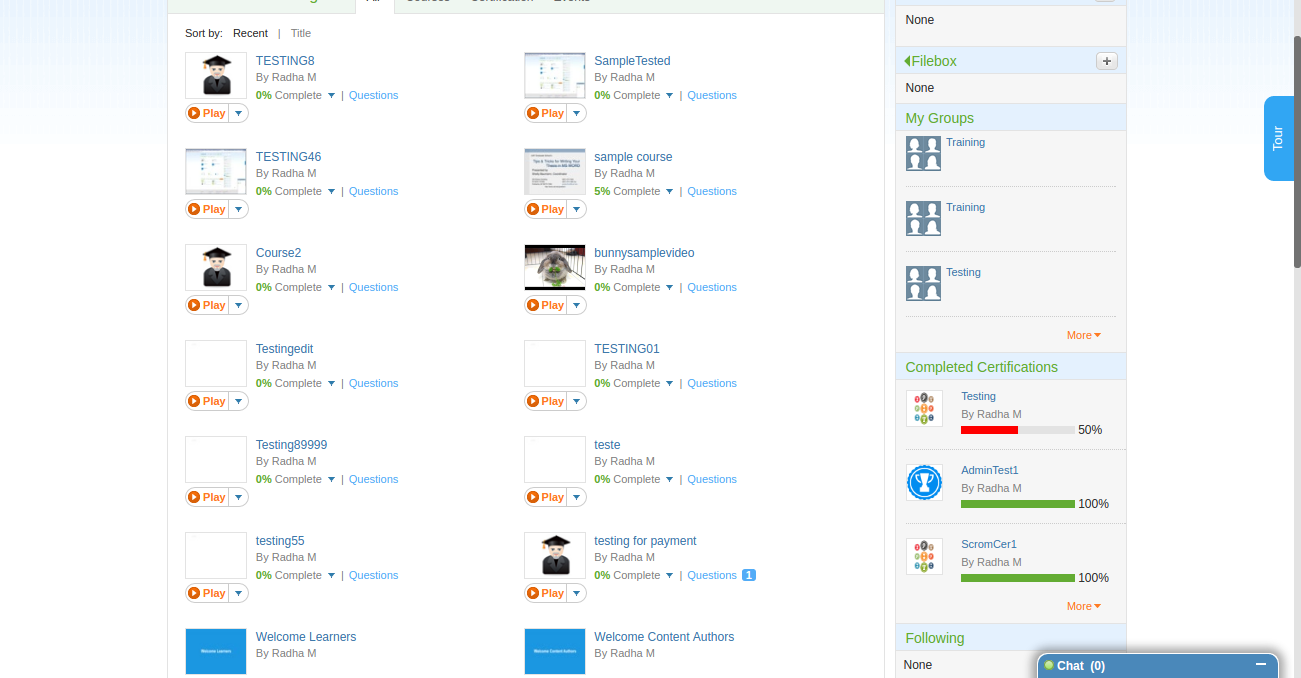 Sort by: Recent | Title
TESTING8
By Radha M
0% Complete | Questions
Play
SampleTested
By Radha M
0% Complete | Questions
Play
TESTING46
By Radha M
0% Complete | Questions
Play
sample course
By Radha M
5% Complete | Questions
Play
Course2
By Radha M
0% Complete | Questions
Play
bunnysamplevideo
By Radha M
0% Complete | Questions
Play
Testingedit
By Radha M
0% Complete | Questions
Play
TESTING01
By Radha M
0% Complete | Questions
Play
Testing89999
By Radha M
0% Complete | Questions
Play
teste
By Radha M
0% Complete | Questions
Play
testing55
By Radha M
0% Complete | Questions
Play
testing for payment
By Radha M
0% Complete | Questions 1
Play
Welcome Learners
Welcome Learners
By Radha M
Welcome Content Authors
Welcome Content Authors
By Radha M
None
Filebox
+
None
My Groups
Training
Training
Testing
More
Completed Certifications
Testing
By Radha M
50%
AdminTest1
By Radha M
100%
ScromCer1
By Radha M
100%
More
Following
None
Chat (0)
Tour